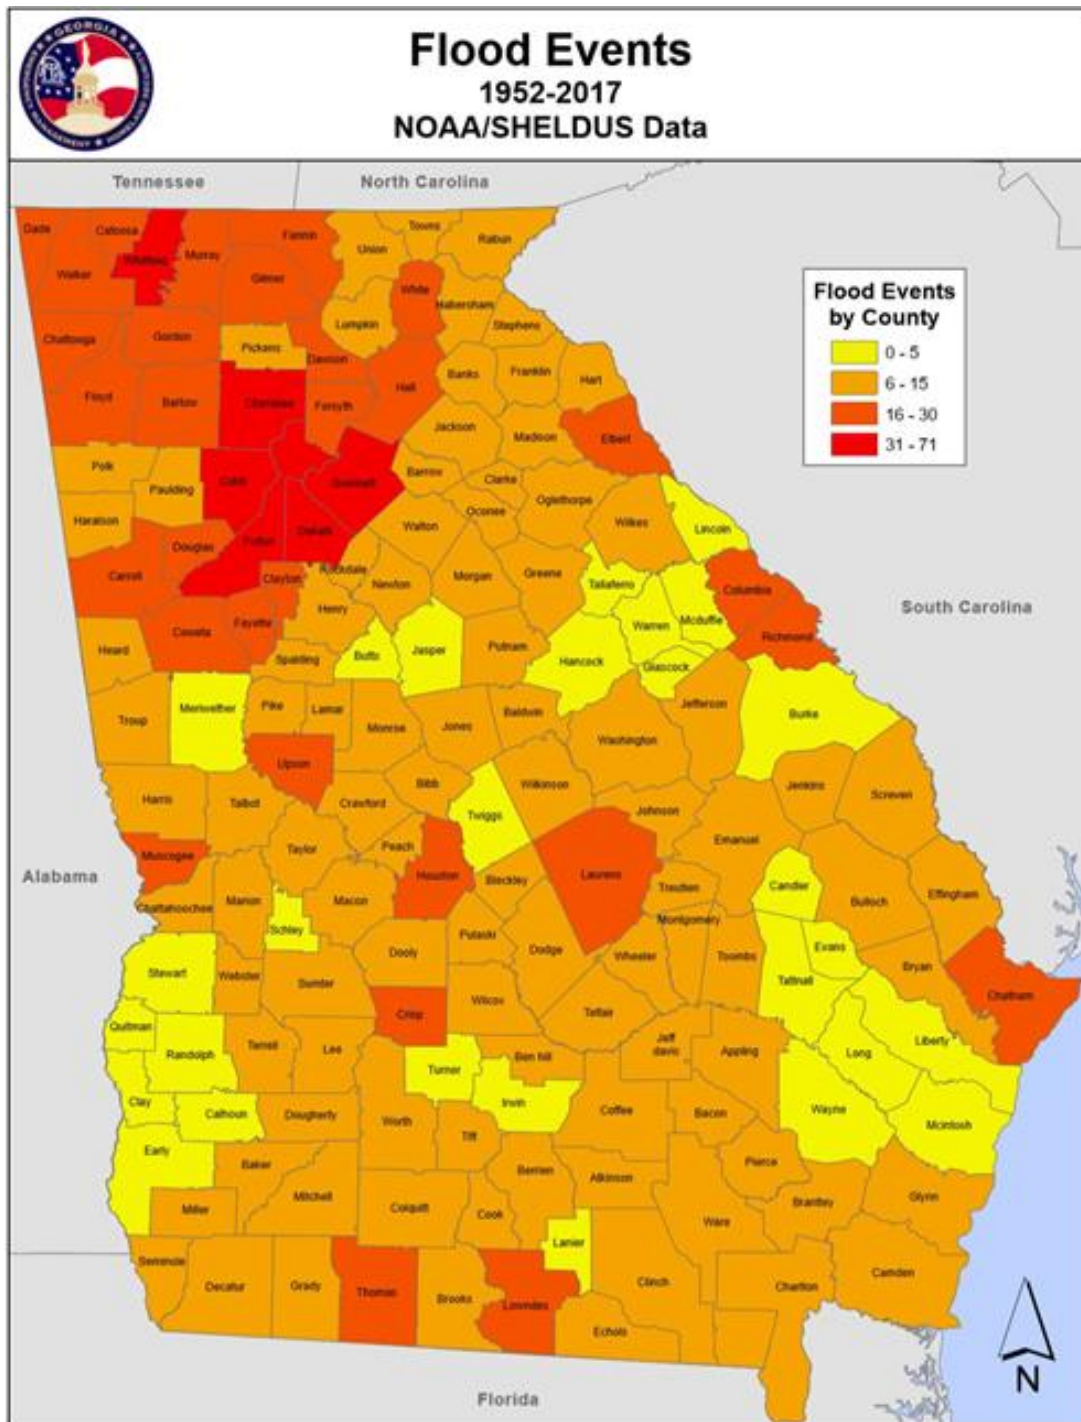 GEORGIA
EMERGENCY MANAGEMENT
HOMELAND SECURITY
Flood Events
1952-2017
NOAA/SHELDUS Data
Tennessee
North Carolina
South Carolina
Alabama
Florida
Flood Events
by County
0 - 5
6 - 15
16 - 30
31 - 71
Dade
Catoosa
Murray
Fannin
Union
Towns
Rabun
Walker
Gilmer
White
Habersham
Lumpkin
Stephens
Chattooga
Gordon
Pickens
Dawson
Hall
Banks
Franklin
Hart
Floyd
Bartow
Cherokee
Forsyth
Jackson
Madison
Elbert
Polk
Paulding
Cobb
Gwinnett
Barrow
Clarke
Oglethorpe
Haralson
Oconee
Walton
Wilkes
Lincoln
Douglas
Fulton
Dekalb
Carroll
Clayton
Rockdale
Newton
Morgan
Greene
Taliaferro
Columbia
Henry
Warren
Mcduffie
Coweta
Fayette
Richmond
Heard
Spalding
Butts
Jasper
Putnam
Hancock
Glascock
Troup
Meriwether
Pike
Lamar
Monroe
Jones
Baldwin
Jefferson
Burke
Washington
Upson
Harris
Talbot
Crawford
Bibb
Wilkinson
Jenkins
Screven
Twiggs
Johnson
Emanuel
Muscogee
Taylor
Peach
Houston
Bleckley
Laurens
Treutlen
Candler
Bulloch
Effingham
Chattahoochee
Marion
Macon
Schley
Pulaski
Montgomery
Dooly
Dodge
Wheeler
Toombs
Evans
Stewart
Webster
Sumter
Tattnall
Bryan
Wilcox
Chatham
Crisp
Telfair
Quitman
Randolph
Terrell
Lee
Turner
Ben hill
Jeff
davis
Appling
Long
Liberty
Clay
Calhoun
Dougherty
Worth
Irwin
Coffee
Bacon
Wayne
Mcintosh
Early
Tift
Baker
Berrien
Atkinson
Pierce
Miller
Mitchell
Colquitt
Cook
Ware
Brantley
Glynn
Lanier
Seminole
Decatur
Grady
Thomas
Brooks
Lowndes
Clinch
Charlton
Camden
Echols
N